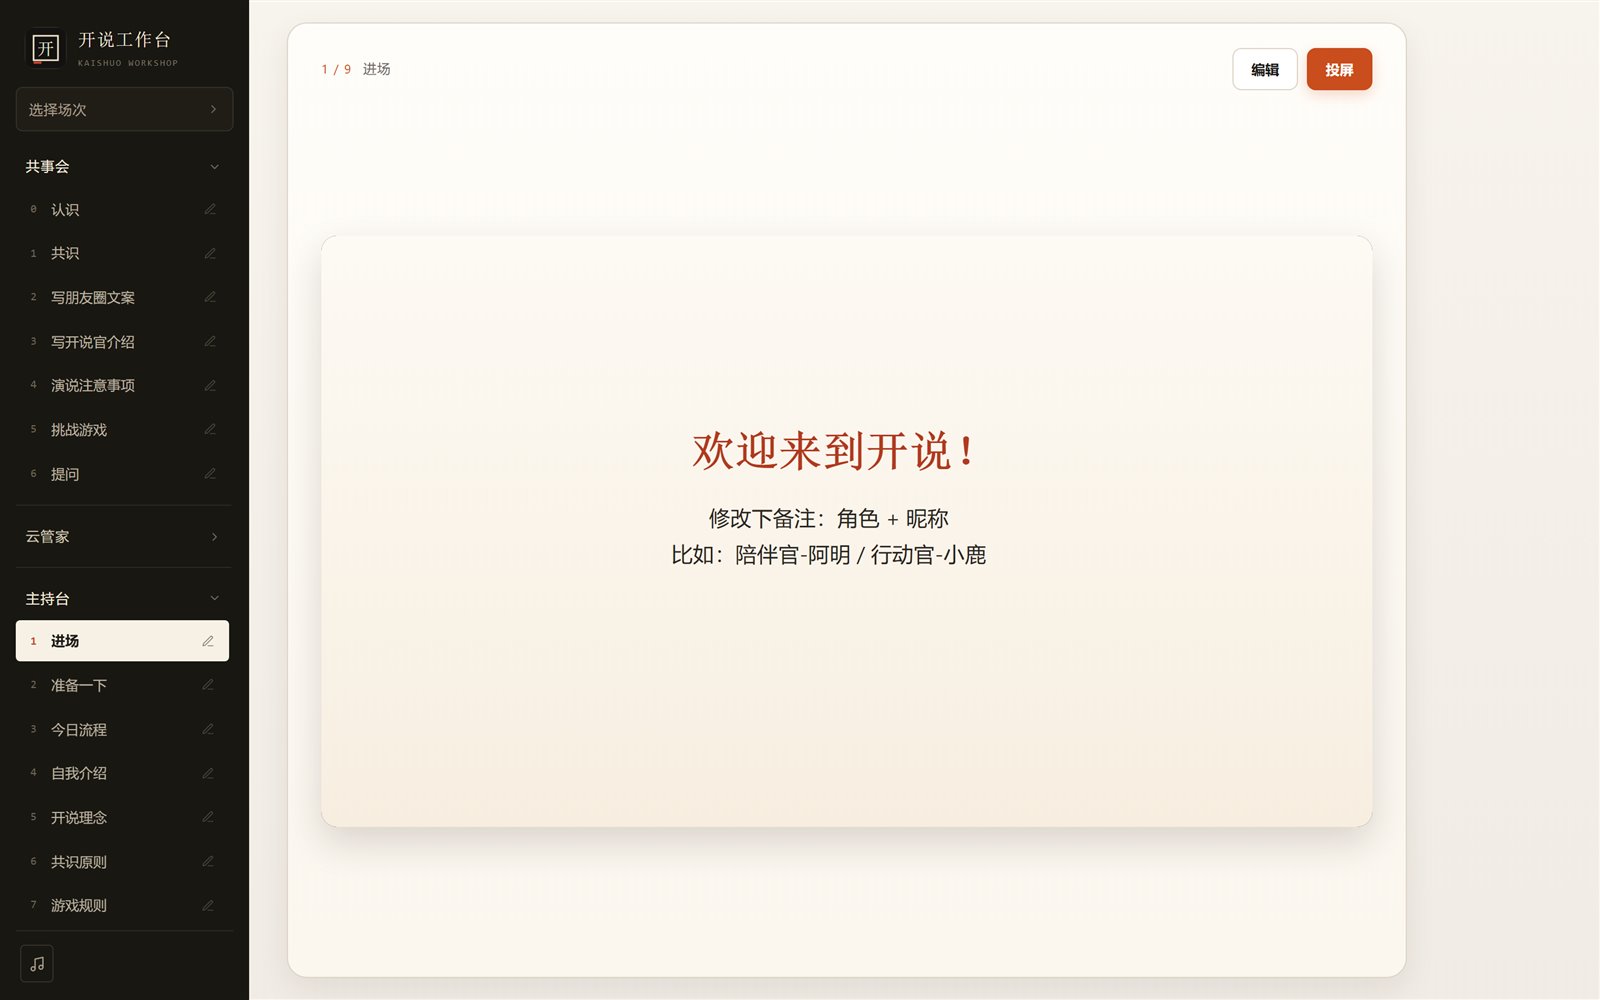 开
开说工作台
KAISHUO WORKSHOP
选择场次
共事会
0 认识
1 共识
2 写朋友圈文案
3 写开说官介绍
4 演说注意事项
5 挑战游戏
6 提问
云管家
主持台
1 进场
2 准备一下
3 今日流程
4 自我介绍
5 开说理念
6 共识原则
7 游戏规则
1 / 9 进场
编辑
投屏
欢迎来到开说！
修改下备注：角色 + 昵称
比如：陪伴官-阿明 / 行动官-小鹿